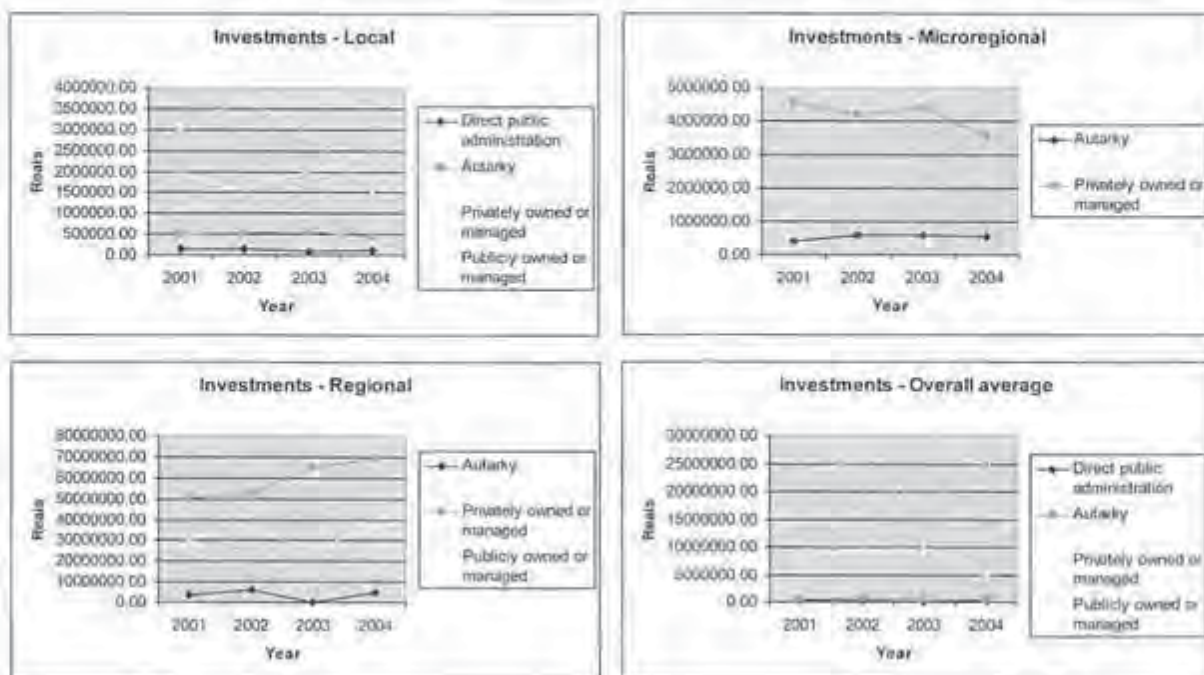 Investments - Local
4000000.00
3500000.00
3000000.00
2500000.00
2000000.00
1500000.00
1000000.00
500000.00
0.00
Reais
2001 2002 2003 2004
Year
Direct public
administration
Autarky
Privately owned or
managed
Publicly owned or
managed
Investments - Microregional
5000000.00
4000000.00
3000000.00
2000000.00
1000000.00
0.00
Reais
2001 2002 2003 2004
Year
Autarky
Privately owned or
managed
Investments - Regional
80000000.00
70000000.00
60000000.00
50000000.00
40000000.00
30000000.00
20000000.00
10000000.00
0.00
Reais
2001 2002 2003 2004
Year
Autarky
Privately owned or
managed
Publicly owned or
managed
Investments - Overall average
30000000.00
25000000.00
20000000.00
15000000.00
10000000.00
5000000.00
0.00
Reais
2001 2002 2003 2004
Year
Direct public
administration
Autarky
Privately owned or
managed
Publicly owned or
managed